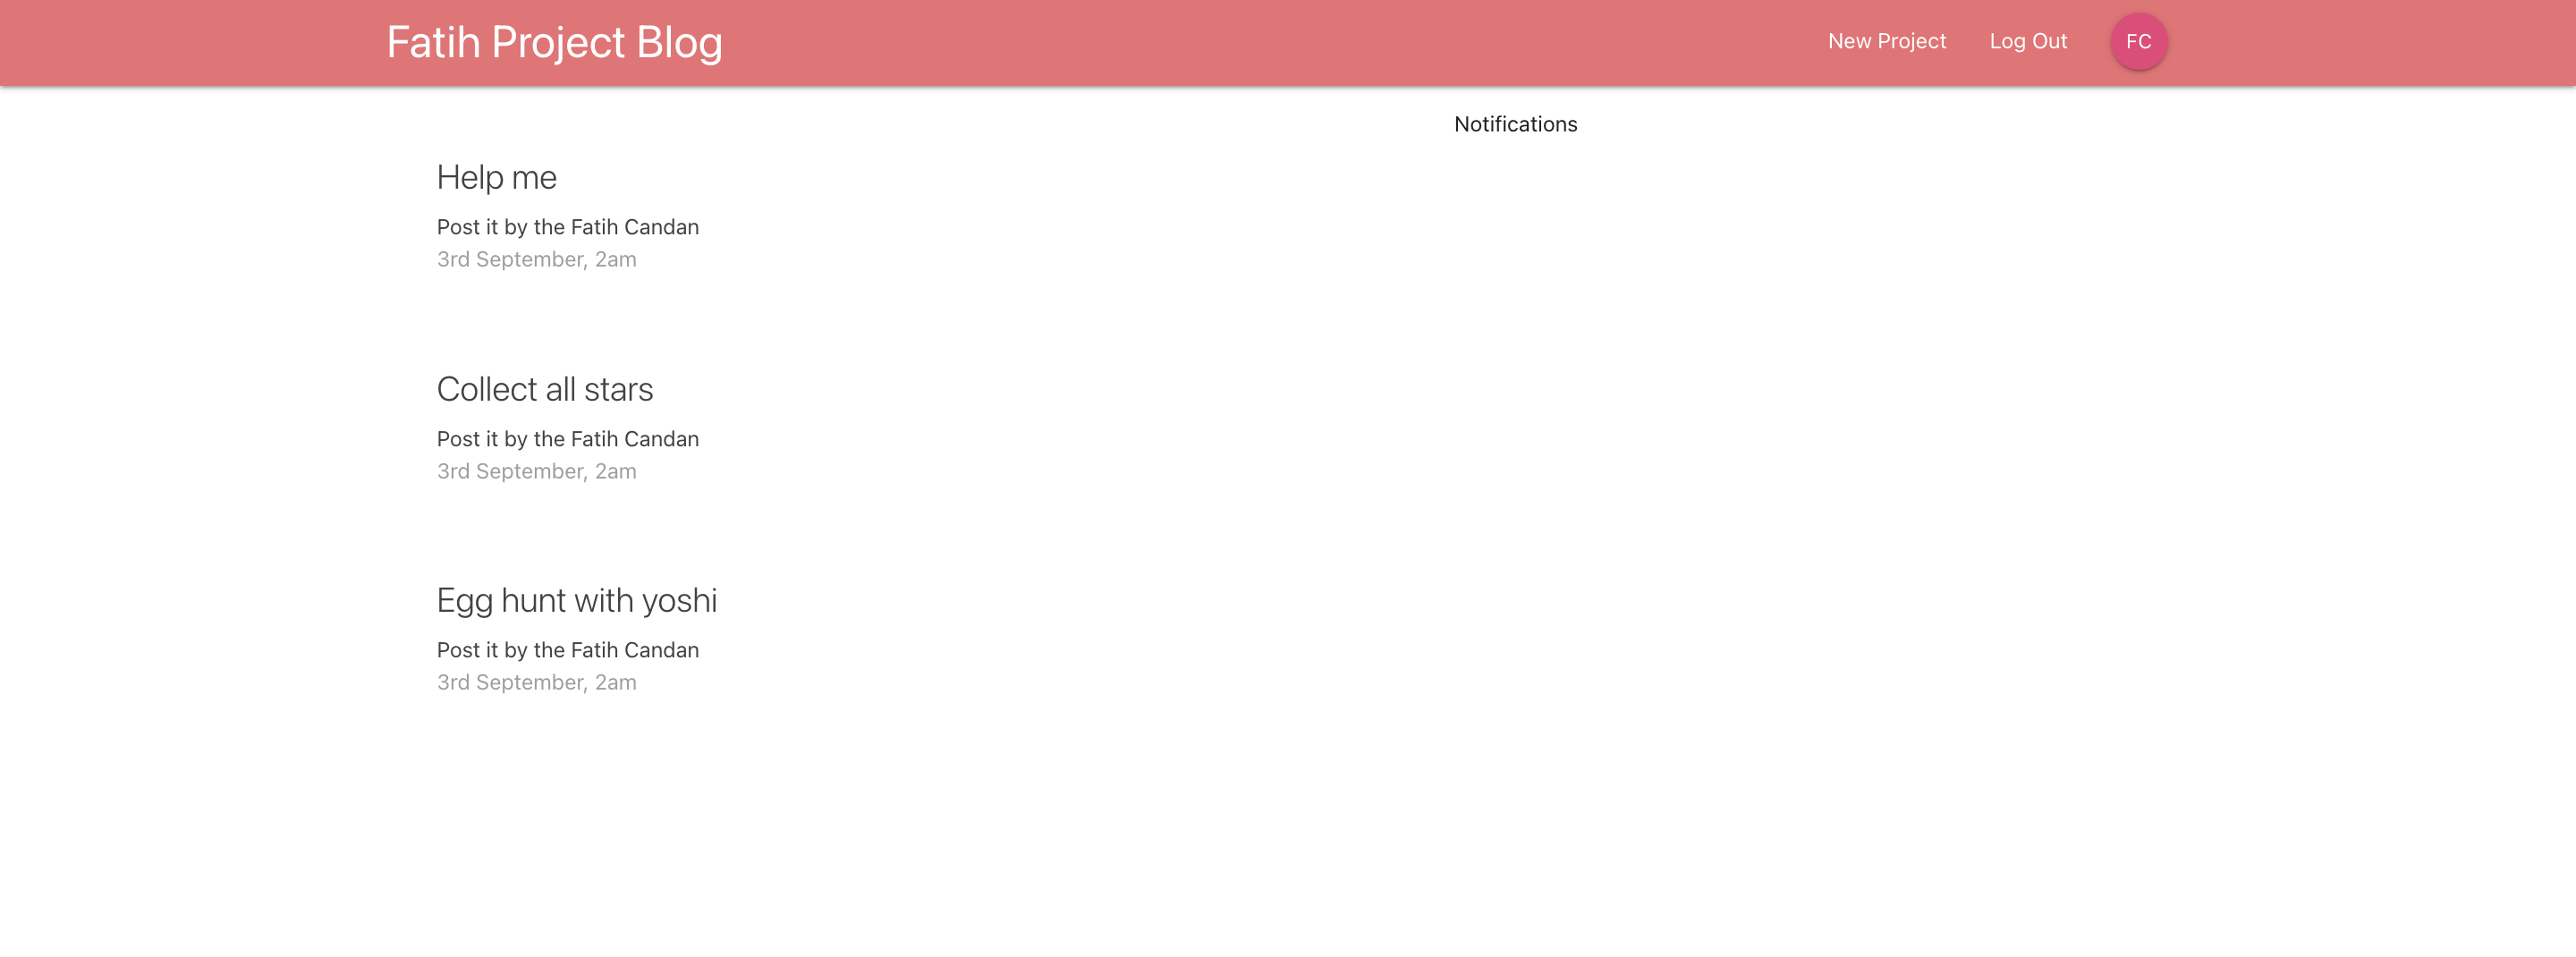 Fatih Project Blog
New Project
Log Out
FC
Notifications
Help me
Post it by the Fatih Candan
3rd September, 2am
Collect all stars
Post it by the Fatih Candan
3rd September, 2am
Egg hunt with yoshi
Post it by the Fatih Candan
3rd September, 2am